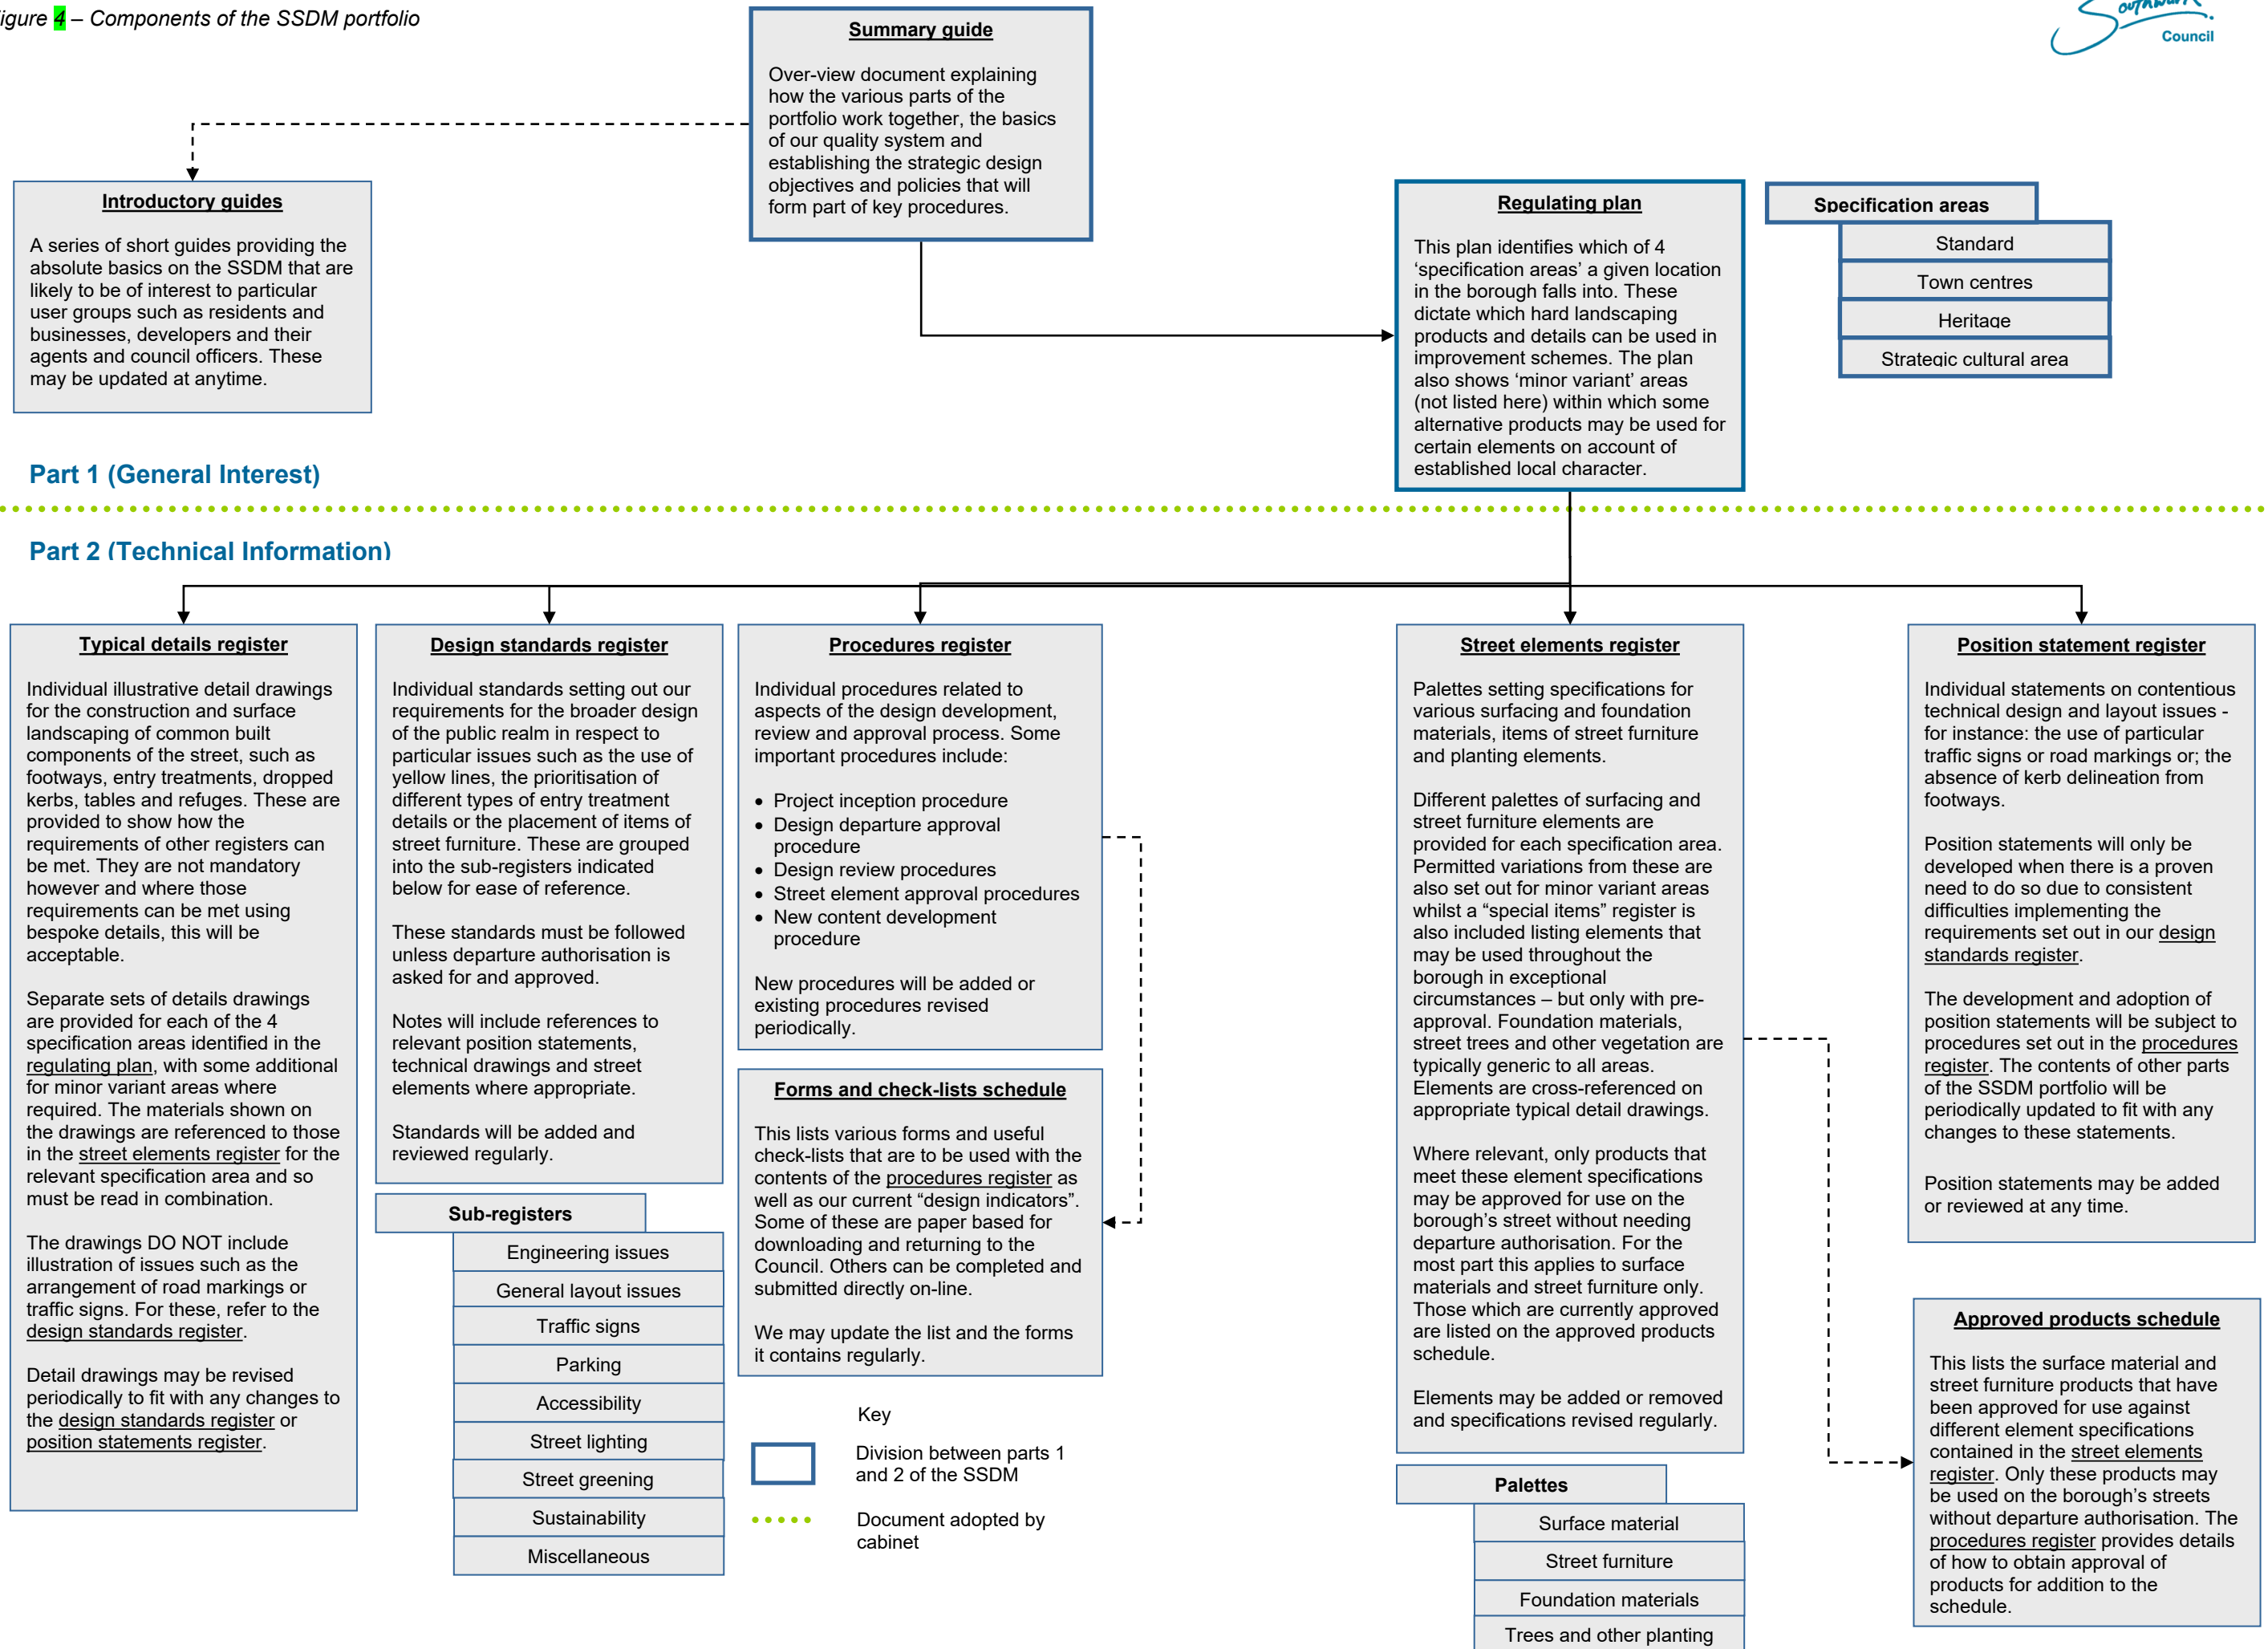 igure 4 – Components of the SSDM portfolio
Southwark
Council
Summary guide
Over-view document explaining
how the various parts of the
portfolio work together, the basics
of our quality system and
establishing the strategic design
objectives and policies that will
form part of key procedures.
Introductory guides
A series of short guides providing the
absolute basics on the SSDM that are
likely to be of interest to particular
user groups such as residents and
businesses, developers and their
agents and council officers. These
may be updated at anytime.
Regulating plan
This plan identifies which of 4
‘specification areas’ a given location
in the borough falls into. These
dictate which hard landscaping
products and details can be used in
improvement schemes. The plan
also shows ‘minor variant’ areas
(not listed here) within which some
alternative products may be used for
certain elements on account of
established local character.
Specification areas
Standard
Town centres
Heritage
Strategic cultural area
Part 1 (General Interest)
Part 2 (Technical Information)
Typical details register
Individual illustrative detail drawings
for the construction and surface
landscaping of common built
components of the street, such as
footways, entry treatments, dropped
kerbs, tables and refuges. These are
provided to show how the
requirements of other registers can
be met. They are not mandatory
however and where those
requirements can be met using
bespoke details, this will be
acceptable.
Separate sets of details drawings
are provided for each of the 4
specification areas identified in the
regulating plan, with some additional
for minor variant areas where
required. The materials shown on
the drawings are referenced to those
in the street elements register for the
relevant specification area and so
must be read in combination.
The drawings DO NOT include
illustration of issues such as the
arrangement of road markings or
traffic signs. For these, refer to the
design standards register.
Detail drawings may be revised
periodically to fit with any changes to
the design standards register or
position statements register.
Design standards register
Individual standards setting out our
requirements for the broader design
of the public realm in respect to
particular issues such as the use of
yellow lines, the prioritisation of
different types of entry treatment
details or the placement of items of
street furniture. These are grouped
into the sub-registers indicated
below for ease of reference.
These standards must be followed
unless departure authorisation is
asked for and approved.
Notes will include references to
relevant position statements,
technical drawings and street
elements where appropriate.
Standards will be added and
reviewed regularly.
Sub-registers
Engineering issues
General layout issues
Traffic signs
Parking
Accessibility
Street lighting
Street greening
Sustainability
Miscellaneous
Procedures register
Individual procedures related to
aspects of the design development,
review and approval process. Some
important procedures include:
• Project inception procedure
• Design departure approval
procedure
• Design review procedures
• Street element approval procedures
• New content development
procedure
New procedures will be added or
existing procedures revised
periodically.
Forms and check-lists schedule
This lists various forms and useful
check-lists that are to be used with the
contents of the procedures register as
well as our current “design indicators”.
Some of these are paper based for
downloading and returning to the
Council. Others can be completed and
submitted directly on-line.
We may update the list and the forms
it contains regularly.
Key
Division between parts 1
and 2 of the SSDM
Document adopted by
cabinet
Street elements register
Palettes setting specifications for
various surfacing and foundation
materials, items of street furniture
and planting elements.
Different palettes of surfacing and
street furniture elements are
provided for each specification area.
Permitted variations from these are
also set out for minor variant areas
whilst a “special items” register is
also included listing elements that
may be used throughout the
borough in exceptional
circumstances – but only with pre-
approval. Foundation materials,
street trees and other vegetation are
typically generic to all areas.
Elements are cross-referenced on
appropriate typical detail drawings.
Where relevant, only products that
meet these element specifications
may be approved for use on the
borough’s street without needing
departure authorisation. For the
most part this applies to surface
materials and street furniture only.
Those which are currently approved
are listed on the approved products
schedule.
Elements may be added or removed
and specifications revised regularly.
Palettes
Surface material
Street furniture
Foundation materials
Trees and other planting
Position statement register
Individual statements on contentious
technical design and layout issues -
for instance: the use of particular
traffic signs or road markings or; the
absence of kerb delineation from
footways.
Position statements will only be
developed when there is a proven
need to do so due to consistent
difficulties implementing the
requirements set out in our design
standards register.
The development and adoption of
position statements will be subject to
procedures set out in the procedures
register. The contents of other parts
of the SSDM portfolio will be
periodically updated to fit with any
changes to these statements.
Position statements may be added
or reviewed at any time.
Approved products schedule
This lists the surface material and
street furniture products that have
been approved for use against
different element specifications
contained in the street elements
register. Only these products may
be used on the borough’s streets
without departure authorisation. The
procedures register provides details
of how to obtain approval of
products for addition to the
schedule.